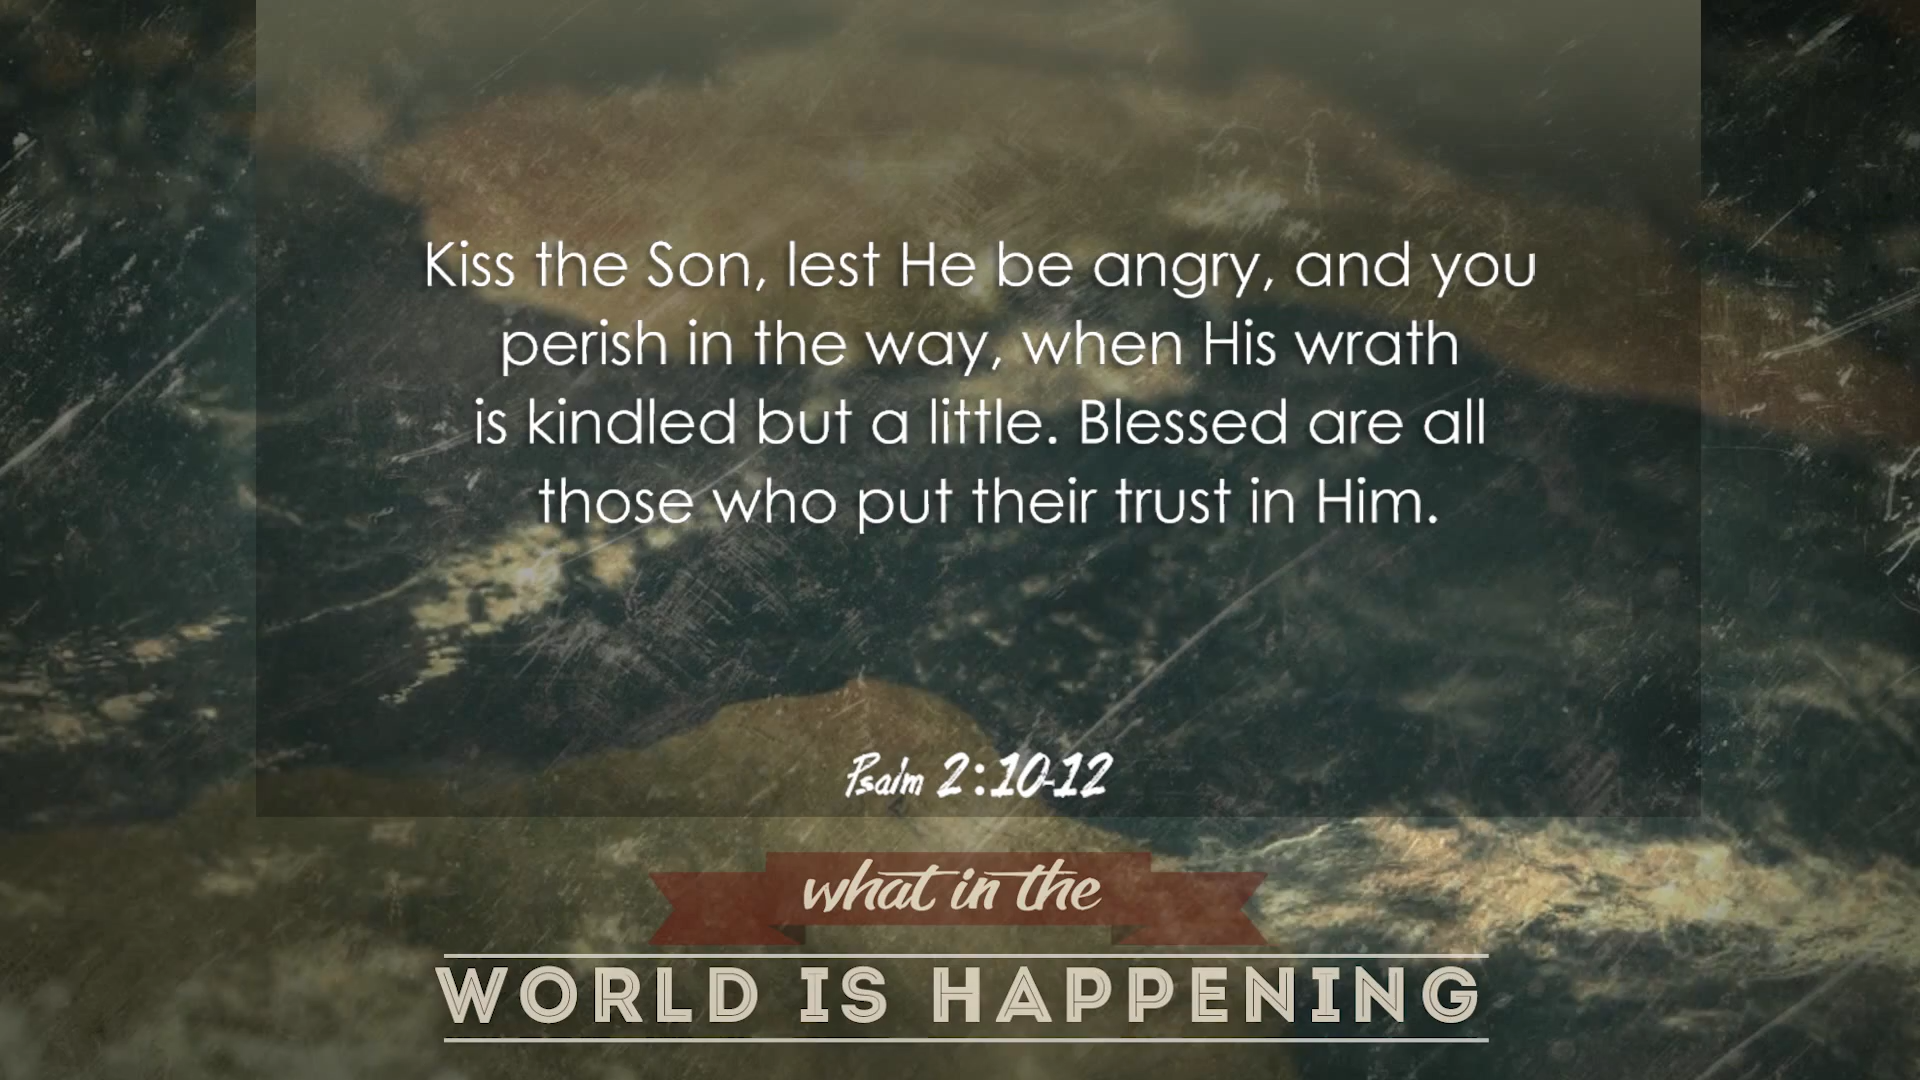 Kiss the Son, lest He be angry, and you
perish in the way, when His wrath
is kindled but a little. Blessed are all
those who put their trust in Him.
Psalm 2:10-12
what in the
WORLD IS HAPPENING